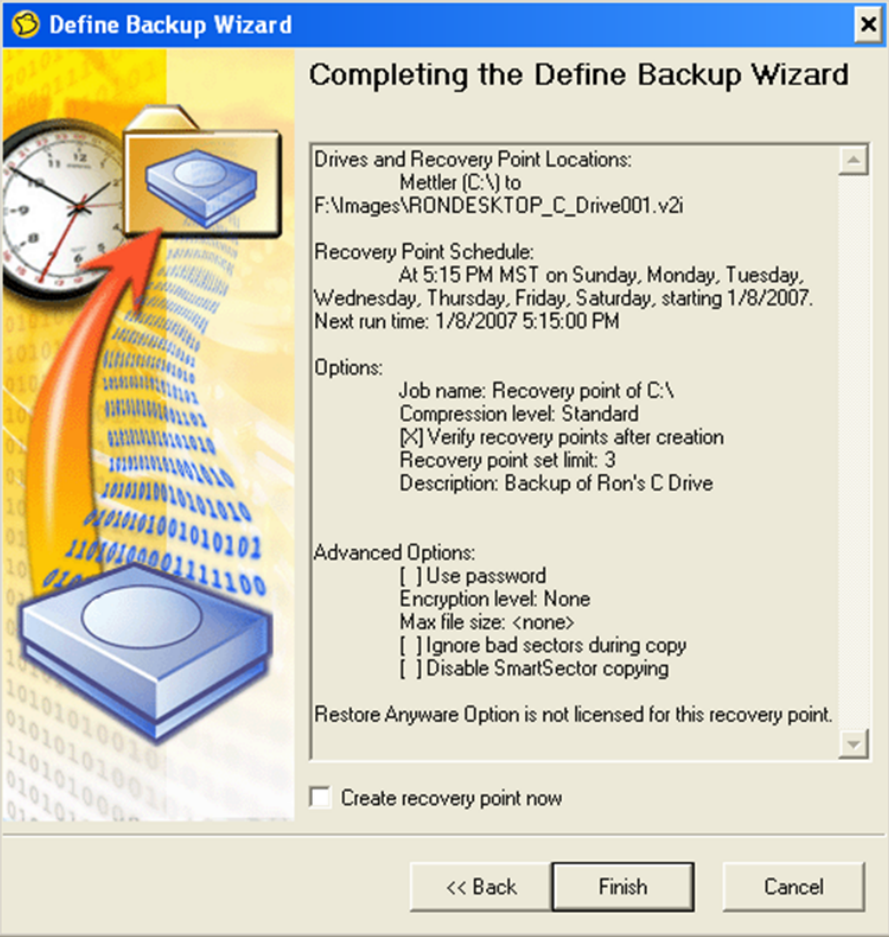 Define Backup Wizard
Completing the Define Backup Wizard
Drives and Recovery Point Locations:
Mettler (C:\) to
F:\Images\RONDESKTOP_C_Drive001.v2i
Recovery Point Schedule:
At 5:15 PM MST on Sunday, Monday, Tuesday,
Wednesday, Thursday, Friday, Saturday, starting 1/8/2007.
Next run time: 1/8/2007 5:15:00 PM
Options:
Job name: Recovery point of C:\
Compression level: Standard
[X] Verify recovery points after creation
Recovery point set limit: 3
Description: Backup of Ron's C Drive
Advanced Options:
[ ] Use password
Encryption level: None
Max file size: <none>
[ ] Ignore bad sectors during copy
[ ] Disable SmartSector copying
Restore Anyware Option is not licensed for this recovery point.
Create recovery point now
<< Back
Finish
Cancel